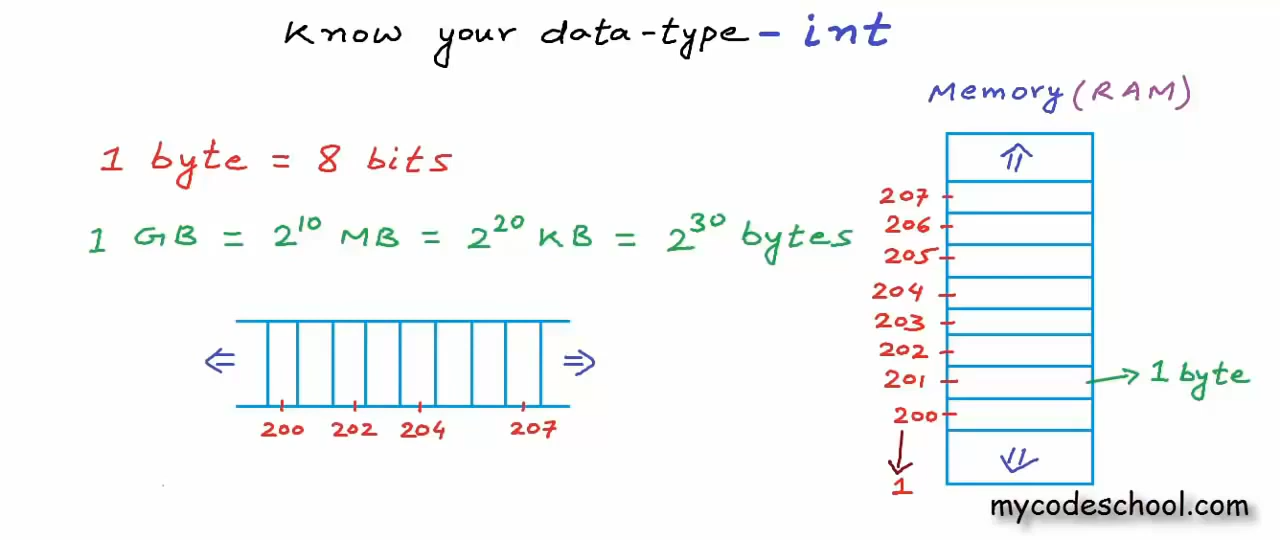 Know your data-type - int
Memory (RAM)
1 byte = 8 bits
1 GB = 2^10 MB = 2^20 KB = 2^30 bytes
207
206
205
204
203
202
201
200
1
1 byte
200 202 204 207
mycodeschool.com